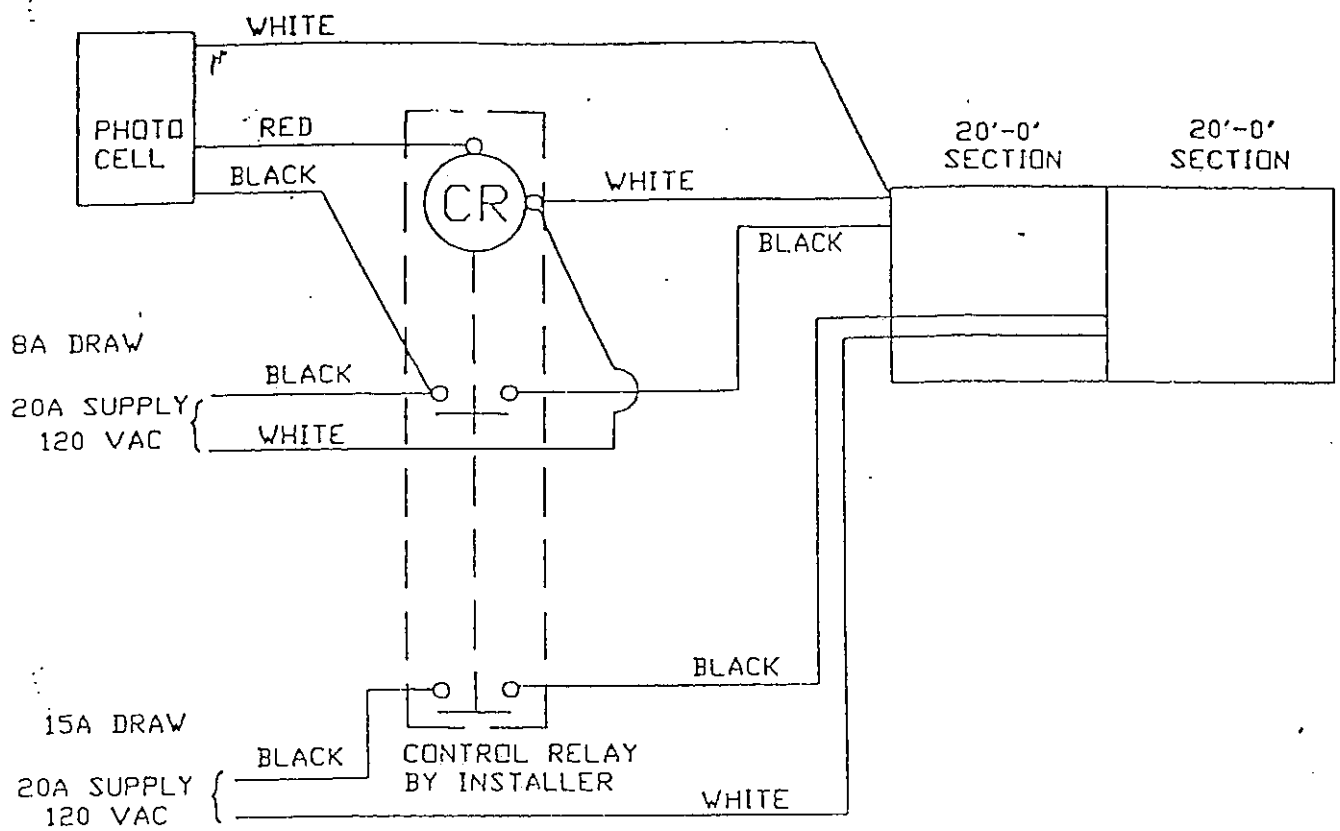 WHITE
PHOTO
CELL
RED
BLACK
CR
WHITE
BLACK
20'-0'
SECTION
20'-0'
SECTION
8A DRAW
20A SUPPLY
120 VAC
BLACK
WHITE
15A DRAW
20A SUPPLY
120 VAC
BLACK
CONTROL RELAY
BY INSTALLER
BLACK
WHITE